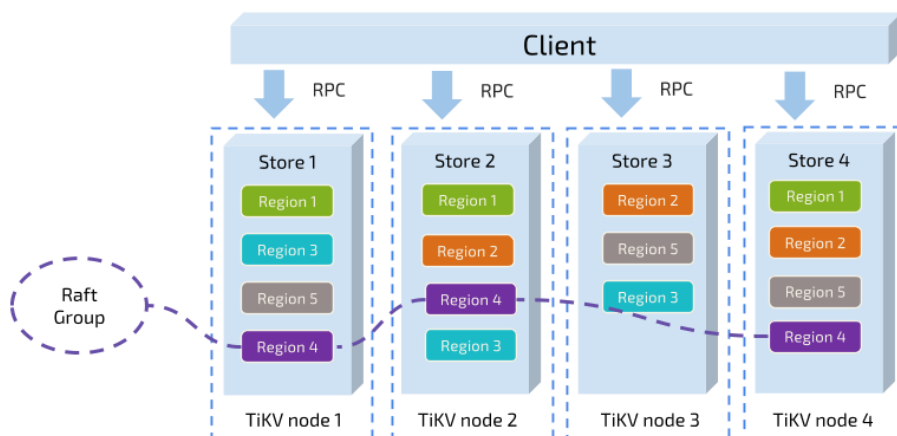 Client
RPC
RPC
RPC
RPC
Store 1
Region 1
Region 3
Region 5
Region 4
Store 2
Region 1
Region 2
Region 4
Region 3
Store 3
Region 2
Region 5
Region 3
Store 4
Region 1
Region 2
Region 5
Region 4
Raft
Group
TiKV node 1
TiKV node 2
TiKV node 3
TiKV node 4